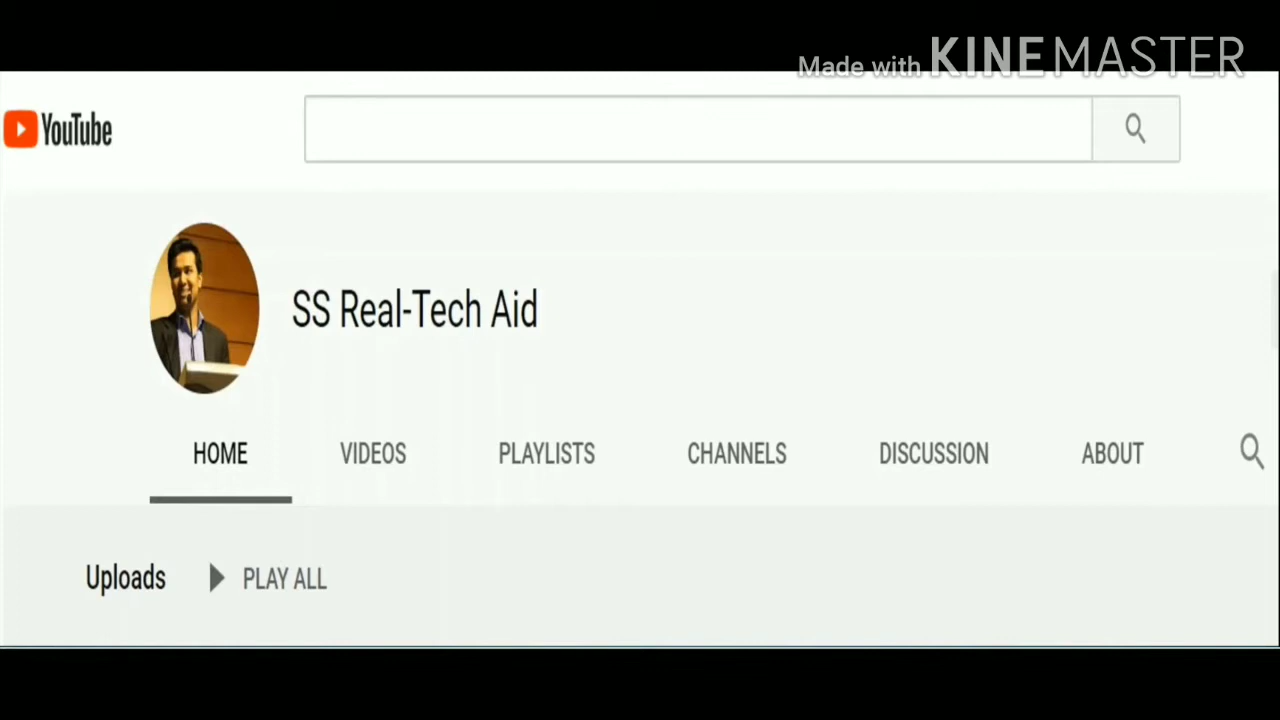 Made with KINEMASTER
YouTube
SS Real-Tech Aid
HOME VIDEOS PLAYLISTS CHANNELS DISCUSSION ABOUT
Uploads PLAY ALL